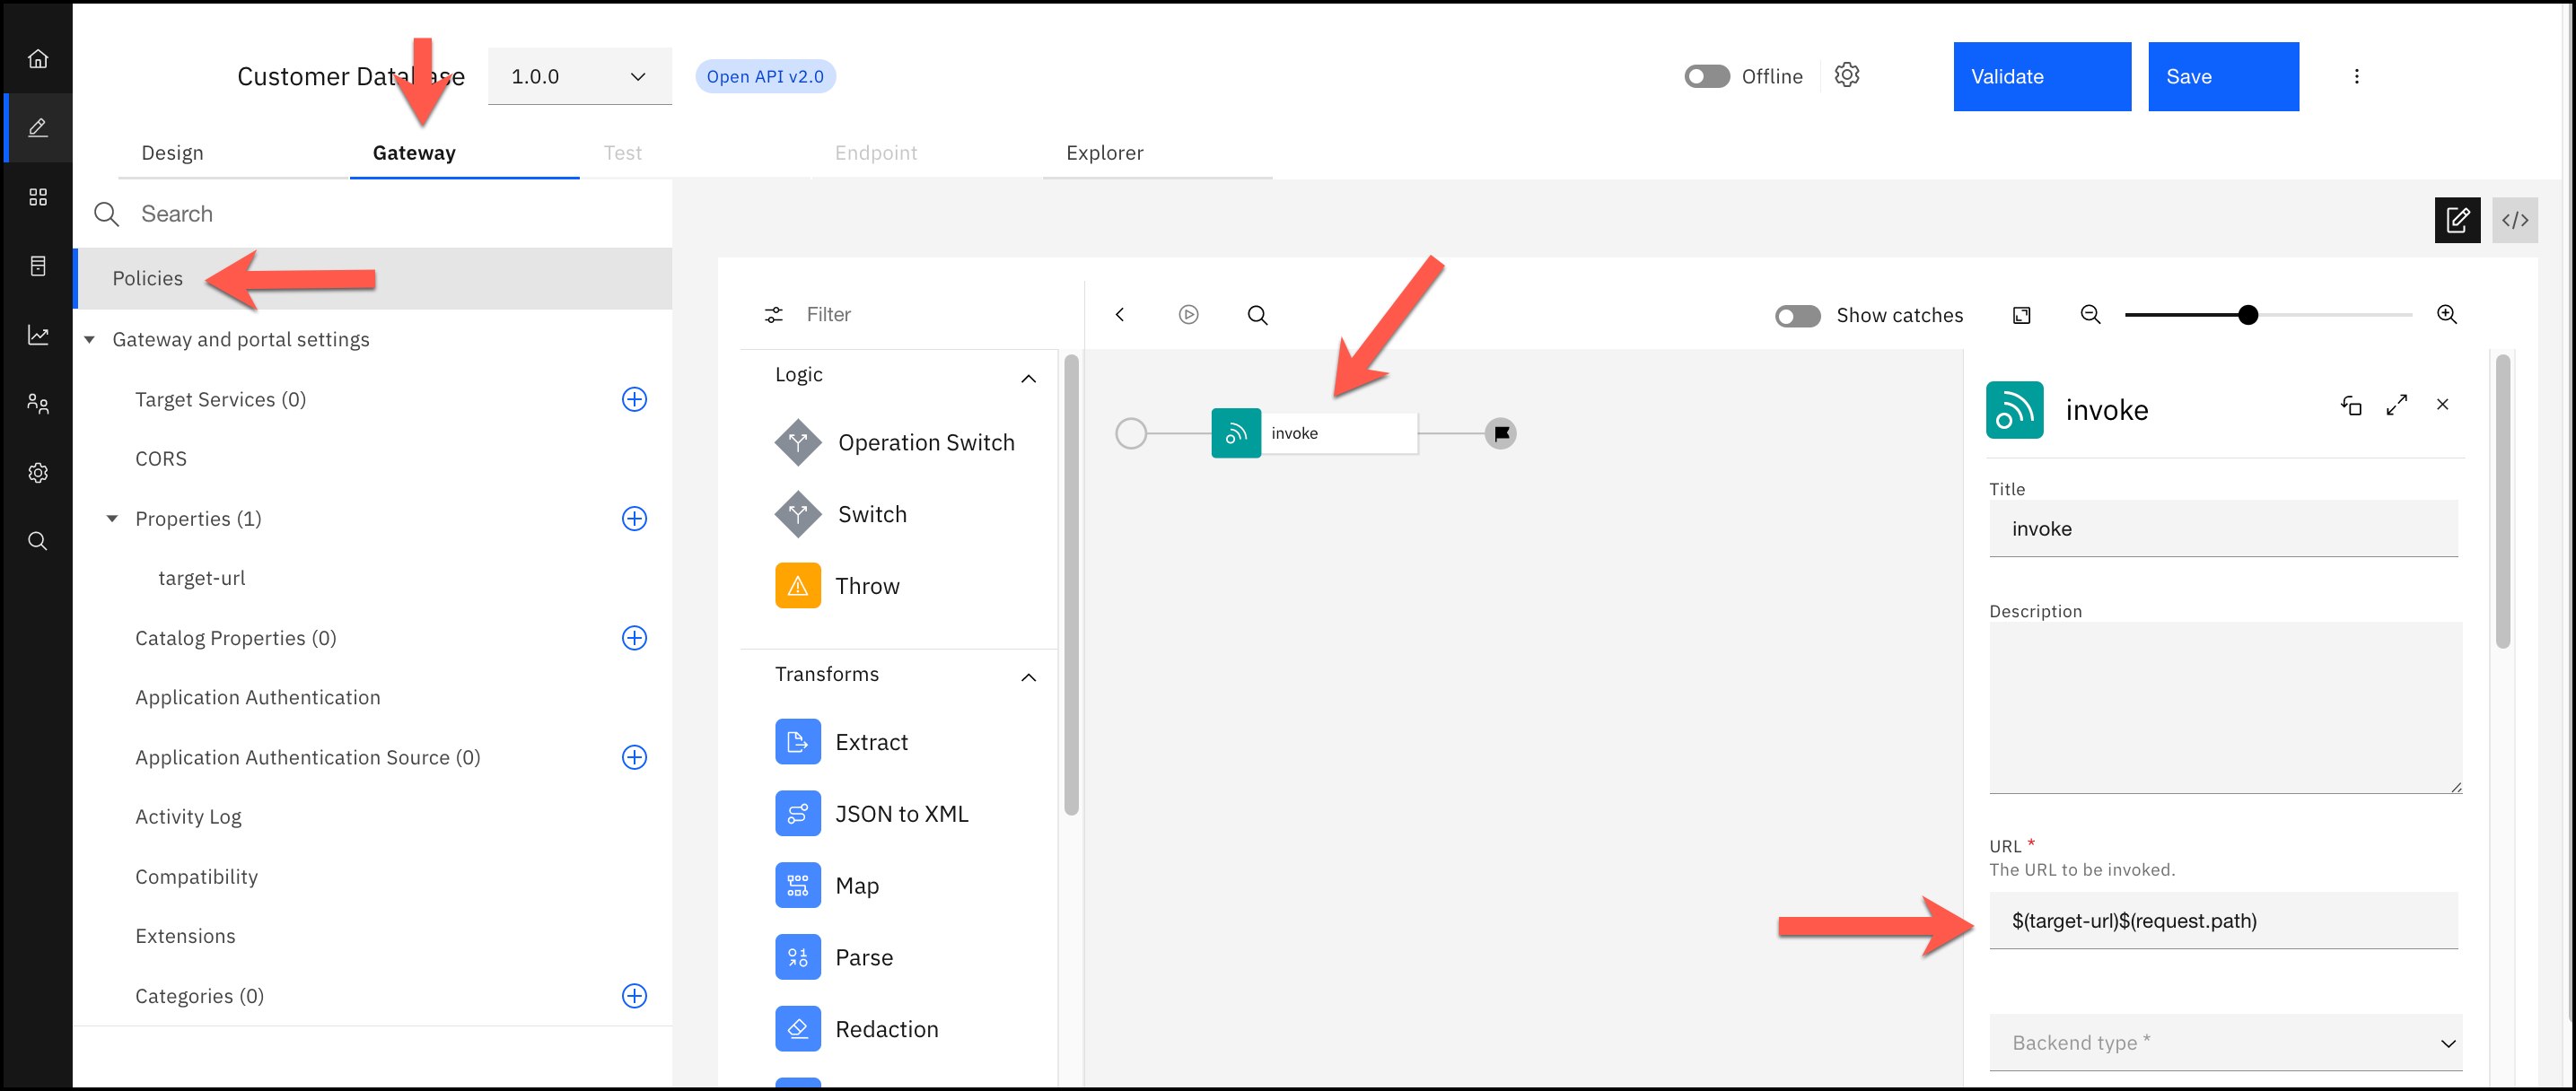 Customer Database
1.0.0
Open API v2.0
Offline
Validate
Save
Design
Gateway
Test
Endpoint
Explorer
Search
Policies
Gateway and portal settings
Target Services (0)
CORS
Properties (1)
target-url
Catalog Properties (0)
Application Authentication
Application Authentication Source (0)
Activity Log
Compatibility
Extensions
Categories (0)
Filter
Logic
Operation Switch
Switch
Throw
Transforms
Extract
JSON to XML
Map
Parse
Redaction
Show catches
invoke
invoke
Title
invoke
Description
URL *
The URL to be invoked.
$(target-url)$(request.path)
Backend type *